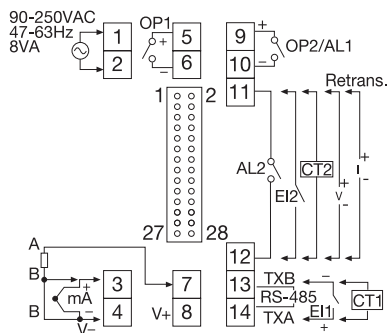 90-250VAC
47-63Hz
8VA
1
2
OP1
+
−
5
6
9
10
11
+
−
OP2/AL1
Retrans.
1
2
27
28
AL2
EI2
CT2
+
V
−
+
I
−
12
A
B
B
+
mA
−
V−
3
4
7
V+
8
13
14
TXB
RS-485
TXA
−
EI1
+
CT1